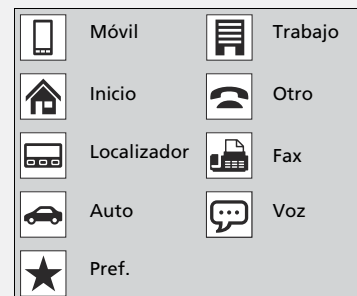 Móvil
Trabajo
Inicio
Otro
Localizador
Fax
Auto
Voz
Pref.